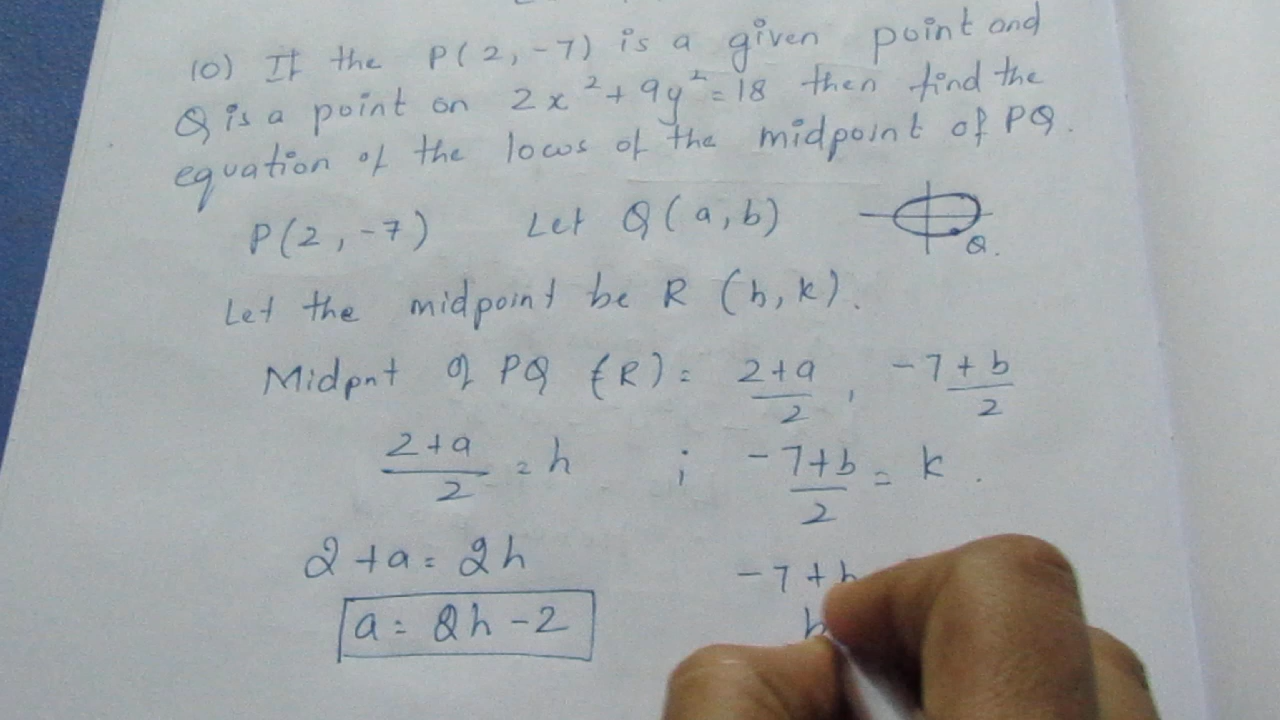 10) If the P(2,-7) is a given point and
Q is a point on 2x²+9y²=18 then find the
equation of the locus of the midpoint of PQ.
P(2,-7) Let Q(a,b)
Q.
Let the midpoint be R (h,k).
Midpnt of PQ (R) = 2+a/2 , -7+b/2
2+a/2 = h ; -7+b/2 = k.
2+a = 2h -7+b
a = 2h-2 b